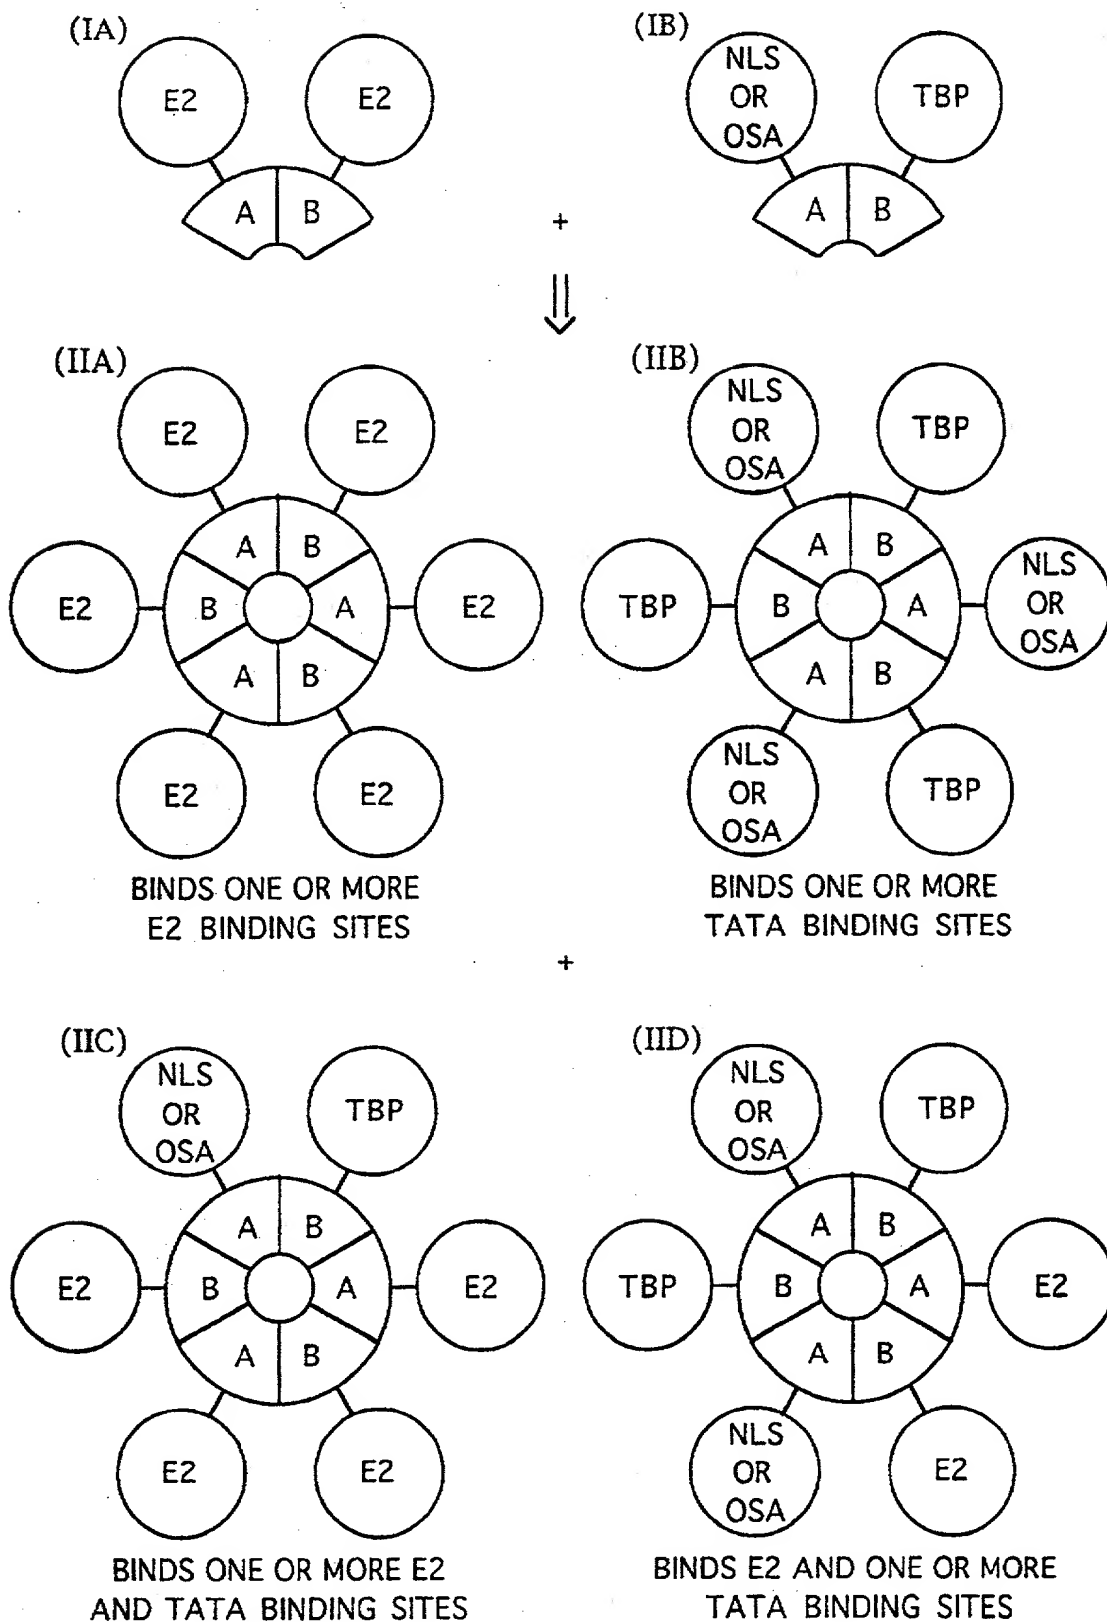 (IA)
E2
E2
A
B
+
(IB)
NLS
OR
OSA
TBP
A
B
(IIA)
E2
E2
E2
A
B
B
A
A
B
E2
E2
E2
BINDS ONE OR MORE
E2 BINDING SITES
(IIB)
NLS
OR
OSA
TBP
TBP
A
B
B
A
A
B
NLS
OR
OSA
NLS
OR
OSA
TBP
BINDS ONE OR MORE
TATA BINDING SITES
+
(IIC)
NLS
OR
OSA
TBP
E2
A
B
B
A
A
B
E2
E2
E2
BINDS ONE OR MORE E2
AND TATA BINDING SITES
(IID)
NLS
OR
OSA
TBP
TBP
A
B
B
A
A
B
E2
NLS
OR
OSA
E2
BINDS E2 AND ONE OR MORE
TATA BINDING SITES